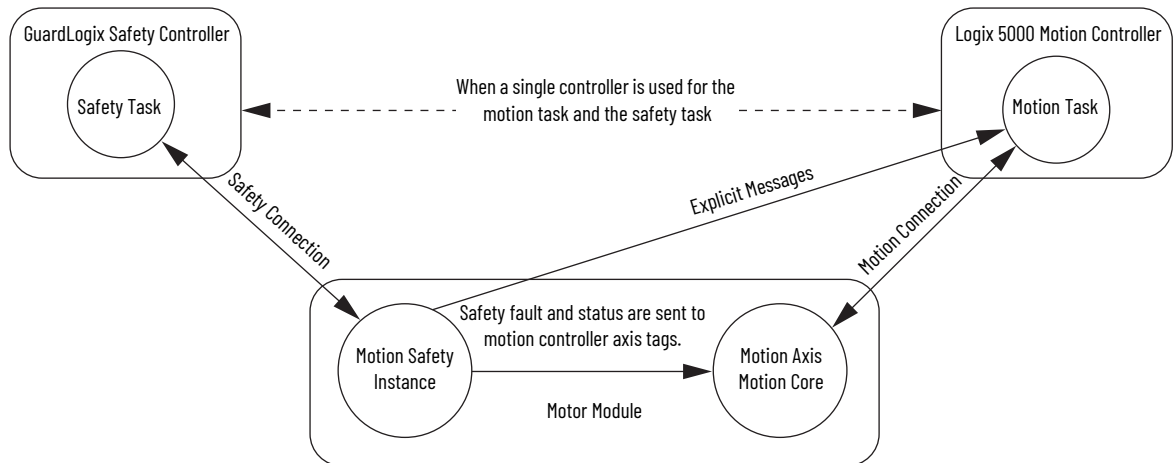 GuardLogix Safety Controller
Logix 5000 Motion Controller
Safety Task
When a single controller is used for the
motion task and the safety task
Motion Task
Safety Connection
Explicit Messages
Motion Connection
Safety fault and status are sent to
motion controller axis tags.
Motion Safety
Instance
Motion Axis
Motion Core
Motor Module